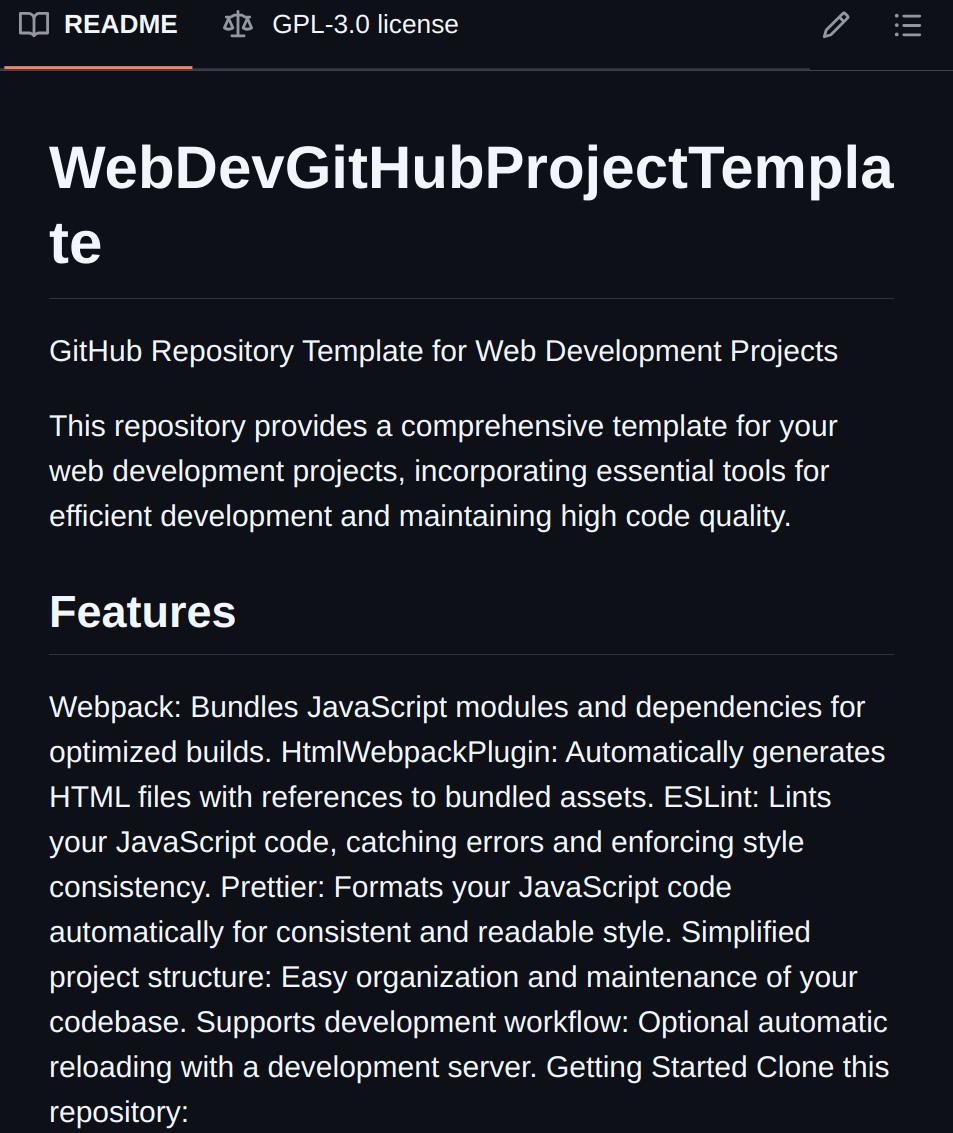 README GPL-3.0 license
WebDevGitHubProjectTempla
te
GitHub Repository Template for Web Development Projects
This repository provides a comprehensive template for your
web development projects, incorporating essential tools for
efficient development and maintaining high code quality.
Features
Webpack: Bundles JavaScript modules and dependencies for
optimized builds. HtmlWebpackPlugin: Automatically generates
HTML files with references to bundled assets. ESLint: Lints
your JavaScript code, catching errors and enforcing style
consistency. Prettier: Formats your JavaScript code
automatically for consistent and readable style. Simplified
project structure: Easy organization and maintenance of your
codebase. Supports development workflow: Optional automatic
reloading with a development server. Getting Started Clone this
repository: